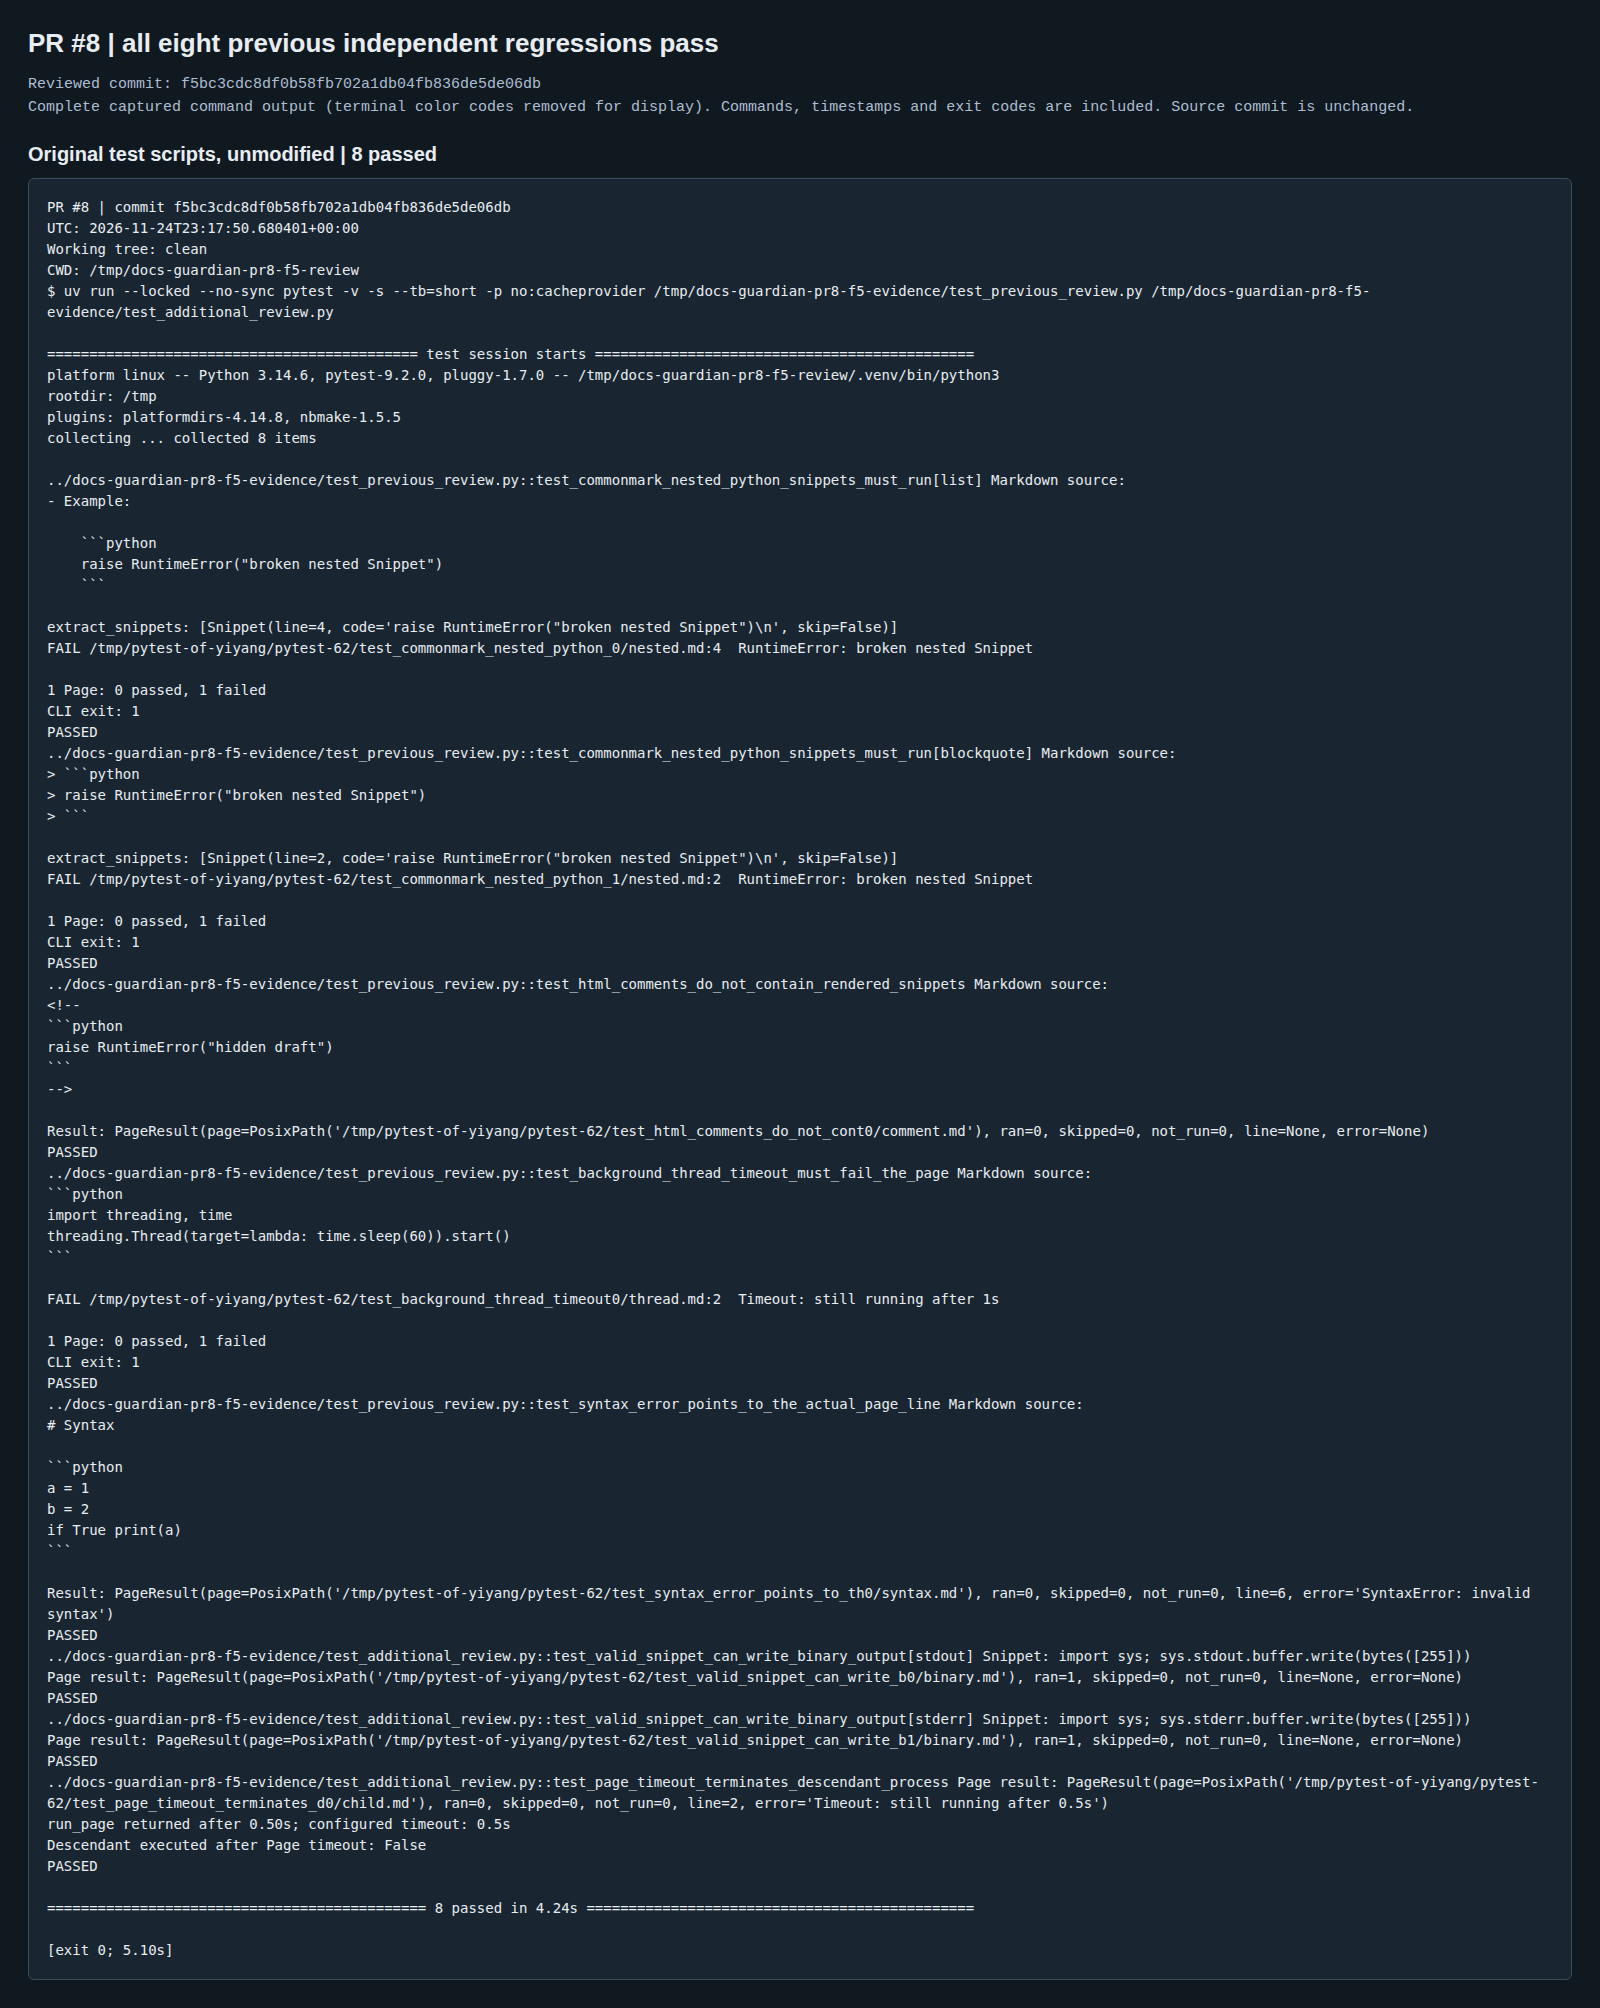 PR #8 | all eight previous independent regressions pass
Reviewed commit: f5bc3cdc8df0b58fb702a1db04fb836de5de06db
Complete captured command output (terminal color codes removed for display). Commands, timestamps and exit codes are included. Source commit is unchanged.
Original test scripts, unmodified | 8 passed
PR #8 | commit f5bc3cdc8df0b58fb702a1db04fb836de5de06db
UTC: 2026-11-24T23:17:50.680401+00:00
Working tree: clean
CWD: /tmp/docs-guardian-pr8-f5-review
$ uv run --locked --no-sync pytest -v -s --tb=short -p no:cacheprovider /tmp/docs-guardian-pr8-f5-evidence/test_previous_review.py /tmp/docs-guardian-pr8-f5-
evidence/test_additional_review.py
============================================ test session starts =============================================
platform linux -- Python 3.14.6, pytest-9.2.0, pluggy-1.7.0 -- /tmp/docs-guardian-pr8-f5-review/.venv/bin/python3
rootdir: /tmp
plugins: platformdirs-4.14.8, nbmake-1.5.5
collecting ... collected 8 items
../docs-guardian-pr8-f5-evidence/test_previous_review.py::test_commonmark_nested_python_snippets_must_run[list] Markdown source:
- Example:
    ```python
    raise RuntimeError("broken nested Snippet")
    ```
extract_snippets: [Snippet(line=4, code='raise RuntimeError("broken nested Snippet")\n', skip=False)]
FAIL /tmp/pytest-of-yiyang/pytest-62/test_commonmark_nested_python_0/nested.md:4  RuntimeError: broken nested Snippet
1 Page: 0 passed, 1 failed
CLI exit: 1
PASSED
../docs-guardian-pr8-f5-evidence/test_previous_review.py::test_commonmark_nested_python_snippets_must_run[blockquote] Markdown source:
> ```python
> raise RuntimeError("broken nested Snippet")
> ```
extract_snippets: [Snippet(line=2, code='raise RuntimeError("broken nested Snippet")\n', skip=False)]
FAIL /tmp/pytest-of-yiyang/pytest-62/test_commonmark_nested_python_1/nested.md:2  RuntimeError: broken nested Snippet
1 Page: 0 passed, 1 failed
CLI exit: 1
PASSED
../docs-guardian-pr8-f5-evidence/test_previous_review.py::test_html_comments_do_not_contain_rendered_snippets Markdown source:
<!--
```python
raise RuntimeError("hidden draft")
```
-->
Result: PageResult(page=PosixPath('/tmp/pytest-of-yiyang/pytest-62/test_html_comments_do_not_cont0/comment.md'), ran=0, skipped=0, not_run=0, line=None, error=None)
PASSED
../docs-guardian-pr8-f5-evidence/test_previous_review.py::test_background_thread_timeout_must_fail_the_page Markdown source:
```python
import threading, time
threading.Thread(target=lambda: time.sleep(60)).start()
```
FAIL /tmp/pytest-of-yiyang/pytest-62/test_background_thread_timeout0/thread.md:2  Timeout: still running after 1s
1 Page: 0 passed, 1 failed
CLI exit: 1
PASSED
../docs-guardian-pr8-f5-evidence/test_previous_review.py::test_syntax_error_points_to_the_actual_page_line Markdown source:
# Syntax
```python
a = 1
b = 2
if True print(a)
```
Result: PageResult(page=PosixPath('/tmp/pytest-of-yiyang/pytest-62/test_syntax_error_points_to_th0/syntax.md'), ran=0, skipped=0, not_run=0, line=6, error='SyntaxError: invalid
syntax')
PASSED
../docs-guardian-pr8-f5-evidence/test_additional_review.py::test_valid_snippet_can_write_binary_output[stdout] Snippet: import sys; sys.stdout.buffer.write(bytes([255]))
Page result: PageResult(page=PosixPath('/tmp/pytest-of-yiyang/pytest-62/test_valid_snippet_can_write_b0/binary.md'), ran=1, skipped=0, not_run=0, line=None, error=None)
PASSED
../docs-guardian-pr8-f5-evidence/test_additional_review.py::test_valid_snippet_can_write_binary_output[stderr] Snippet: import sys; sys.stderr.buffer.write(bytes([255]))
Page result: PageResult(page=PosixPath('/tmp/pytest-of-yiyang/pytest-62/test_valid_snippet_can_write_b1/binary.md'), ran=1, skipped=0, not_run=0, line=None, error=None)
PASSED
../docs-guardian-pr8-f5-evidence/test_additional_review.py::test_page_timeout_terminates_descendant_process Page result: PageResult(page=PosixPath('/tmp/pytest-of-yiyang/pytest-
62/test_page_timeout_terminates_d0/child.md'), ran=0, skipped=0, not_run=0, line=2, error='Timeout: still running after 0.5s')
run_page returned after 0.50s; configured timeout: 0.5s
Descendant executed after Page timeout: False
PASSED
============================================= 8 passed in 4.24s ==============================================
[exit 0; 5.10s]